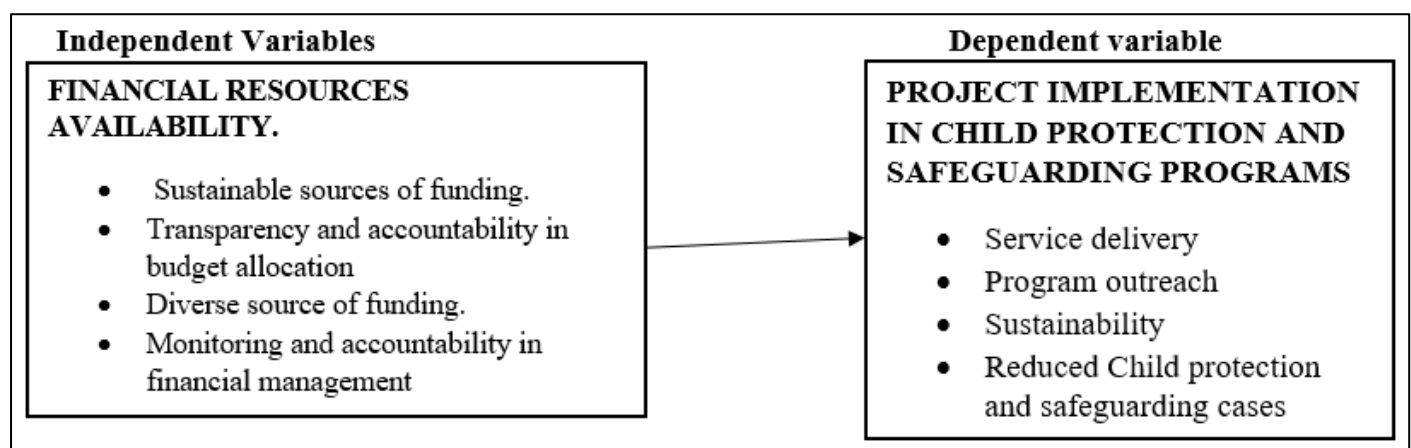 Independent Variables
FINANCIAL RESOURCES
AVAILABILITY.
• Sustainable sources of funding.
• Transparency and accountability in
budget allocation
• Diverse source of funding.
• Monitoring and accountability in
financial management
Dependent variable
PROJECT IMPLEMENTATION
IN CHILD PROTECTION AND
SAFEGUARDING PROGRAMS
• Service delivery
• Program outreach
• Sustainability
• Reduced Child protection
and safeguarding cases